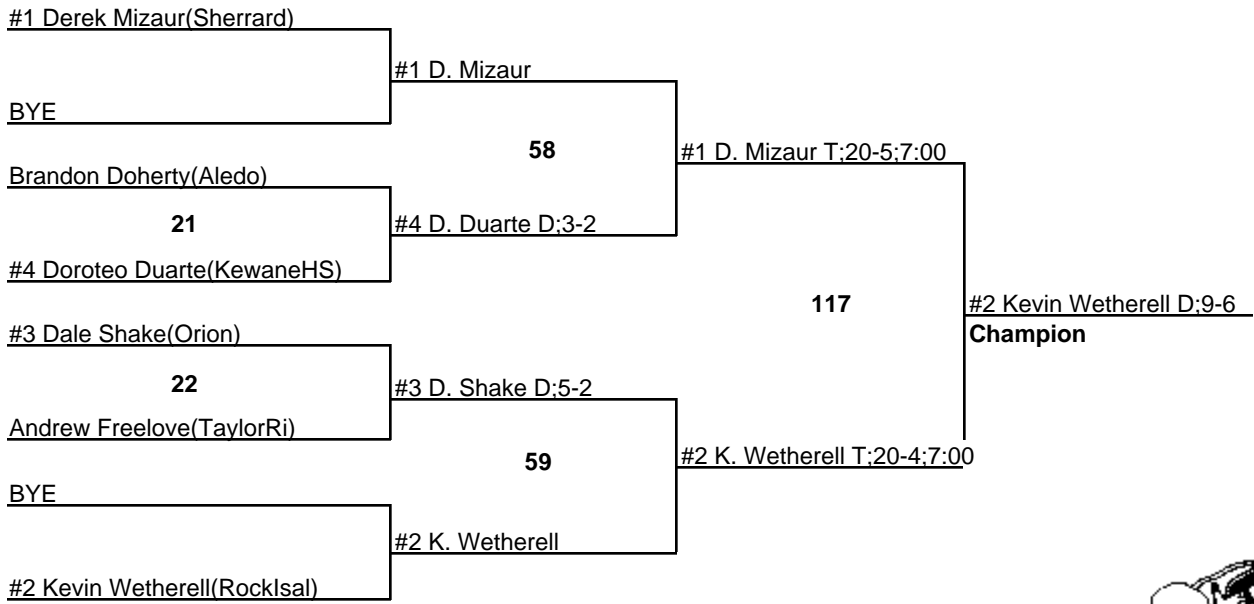 #1 Derek Mizaur(Sherrard)
#1 D. Mizaur
BYE
58
#1 D. Mizaur T;20-5;7:00
Brandon Doherty(Aledo)
21
#4 D. Duarte D;3-2
#4 Doroteo Duarte(KewaneHS)
117
#2 Kevin Wetherell D;9-6
Champion
#3 Dale Shake(Orion)
22
#3 D. Shake D;5-2
Andrew Freelove(TaylorRi)
59
#2 K. Wetherell T;20-4;7:00
BYE
#2 K. Wetherell
#2 Kevin Wetherell(RockIsal)